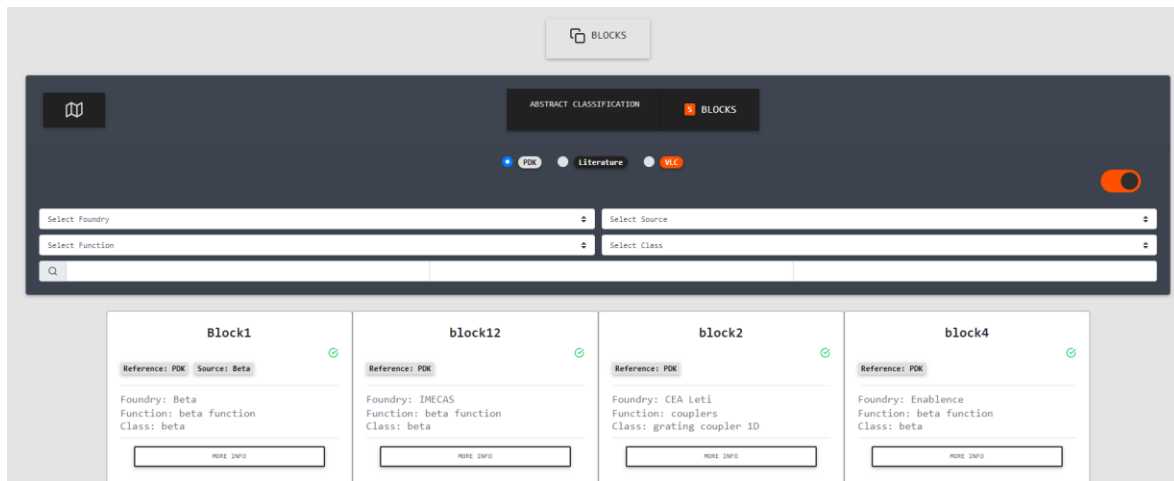 BLOCKS
ABSTRACT CLASSIFICATION
S BLOCKS
PDK Literature VLC
Select Foundry Select Source
Select Function Select Class
Block1 block12 block2 block4
Reference: PDK Source: Beta Reference: PDK Reference: PDK Reference: PDK
Foundry: Beta Foundry: IMECAS Foundry: CEA Leti Foundry: Enablence
Function: beta function Function: beta function Function: couplers Function: beta function
Class: beta Class: beta Class: grating coupler 1D Class: beta
MORE INFO MORE INFO MORE INFO MORE INFO